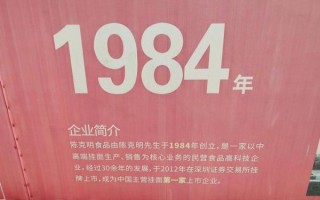 1984年
企业简介
陈克明食品由陈克明先生于1984年创立，是一家以中
高端挂面生产、销售为核心业务的民营食品高科技企
业，经过30余年的发展，于2012年在深圳证券交易所挂
牌上市，成为中国主营挂面第一家上市企业。